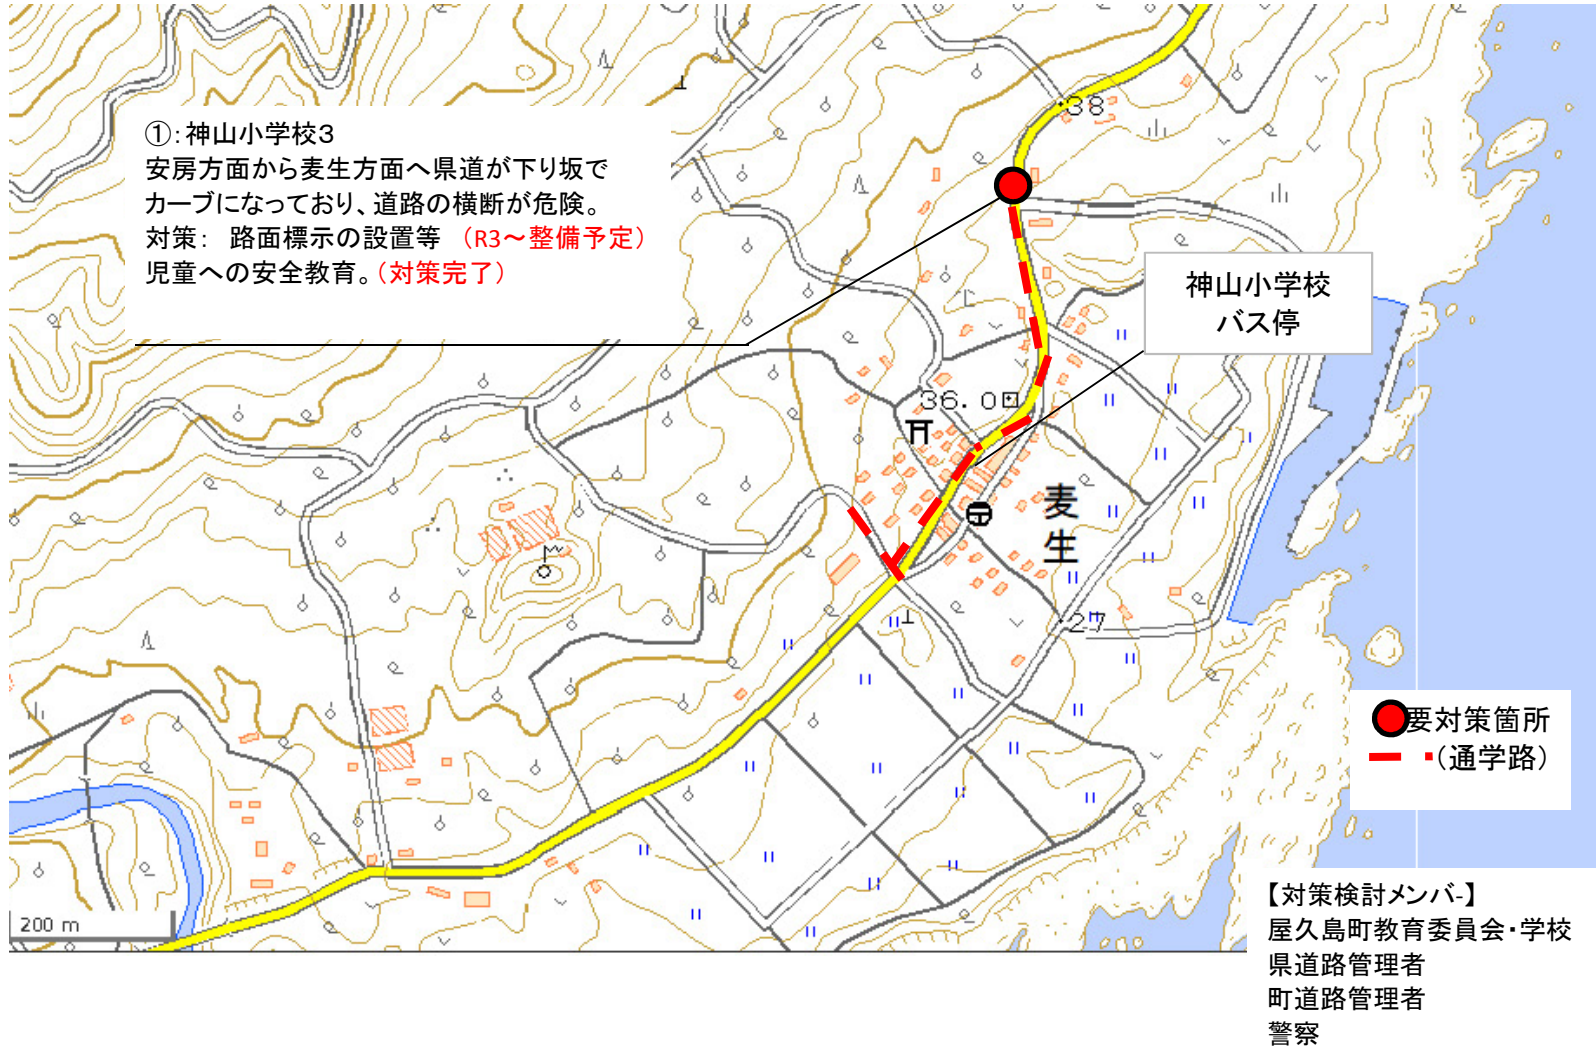 ①：神山小学校３
安房方面から麦生方面へ県道が下り坂で
カーブになっており、道路の横断が危険。
対策： 路面標示の設置等 （R3～整備予定）
児童への安全教育。（対策完了）
38
神山小学校
バス停
36.0
麦生
27
要対策箇所
（通学路）
200 m
【対策検討メンバ-】
屋久島町教育委員会・学校
県道路管理者
町道路管理者
警察